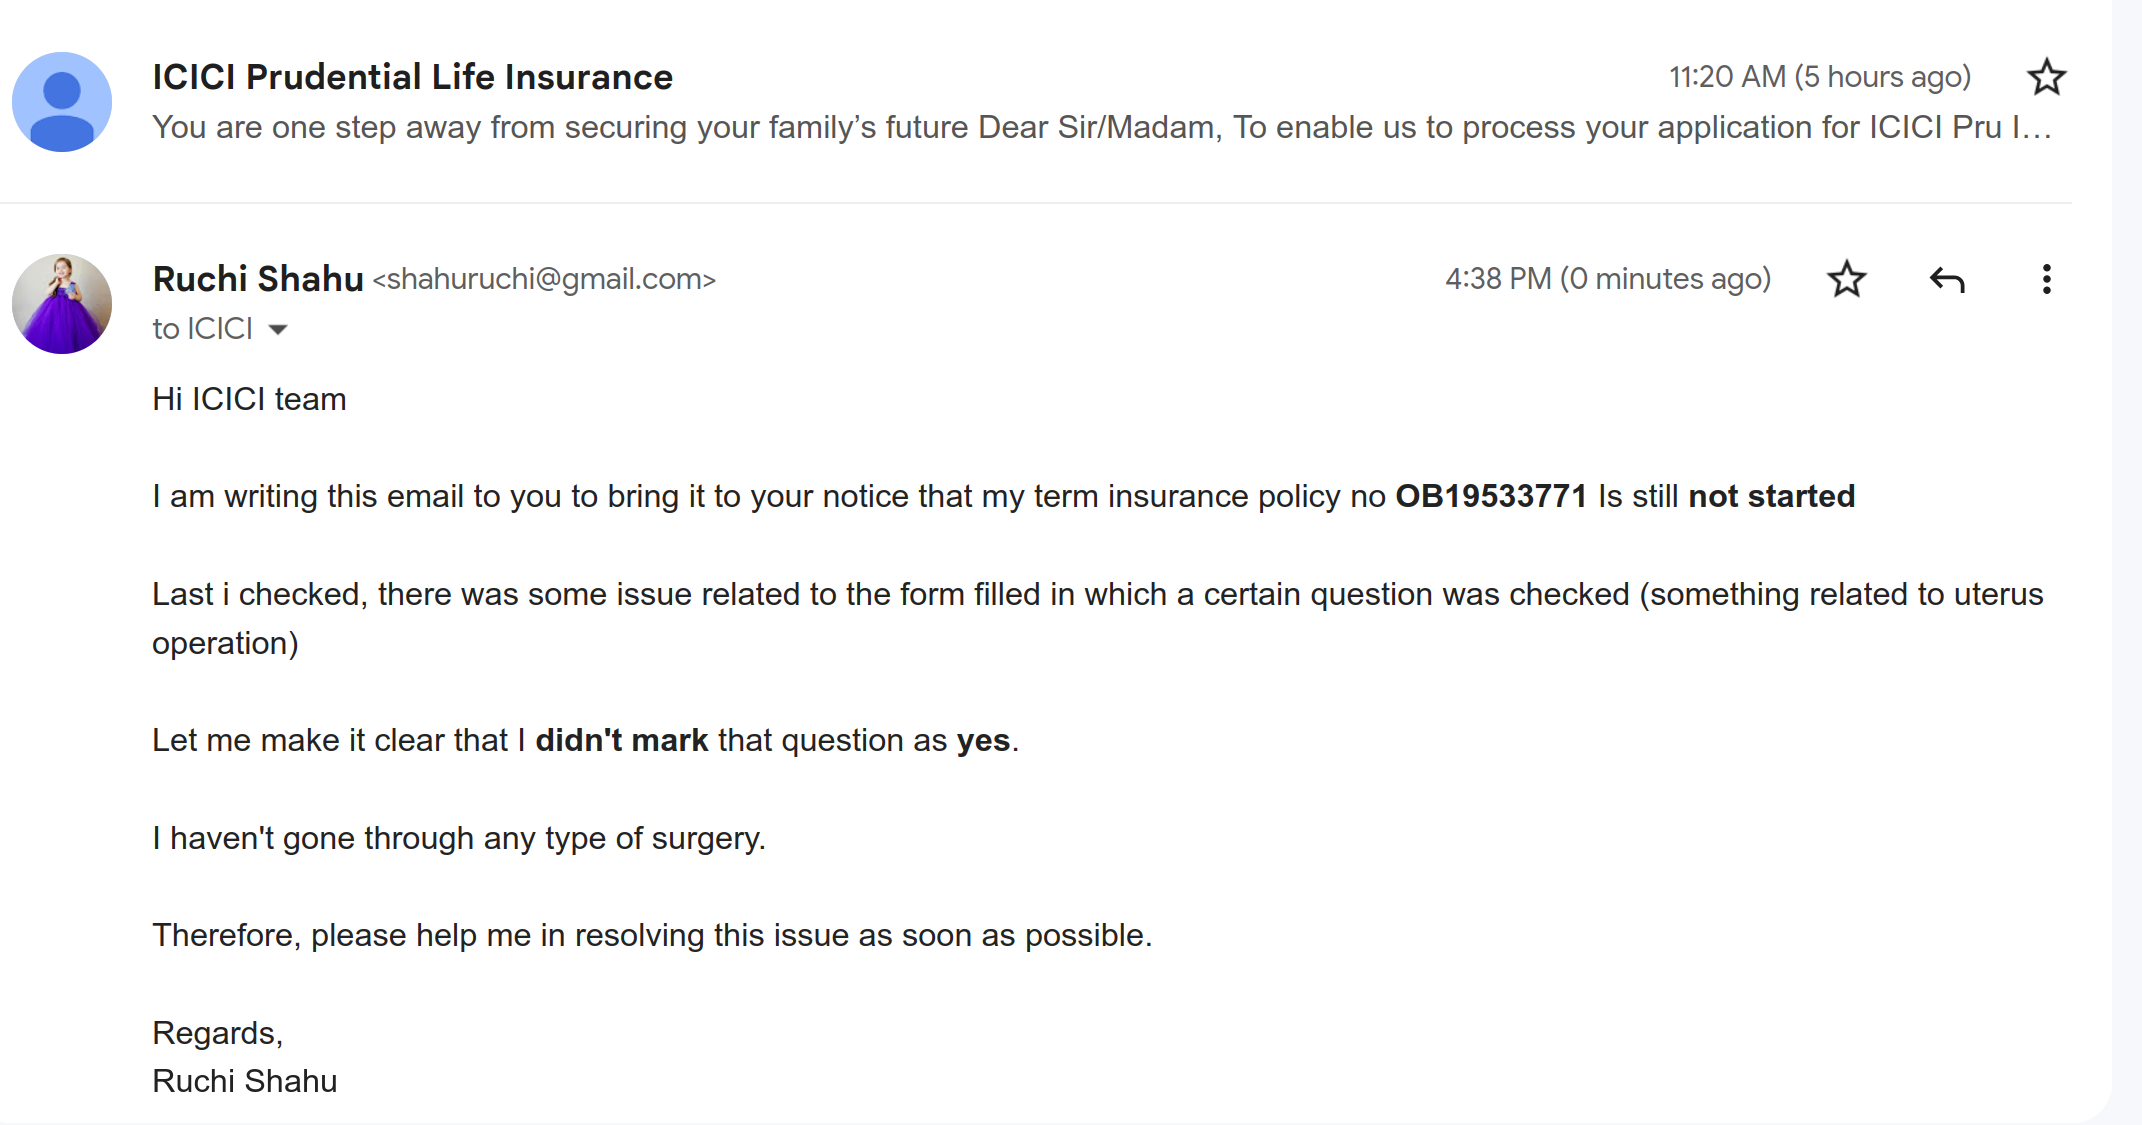 ICICI Prudential Life Insurance
11:20 AM (5 hours ago)
You are one step away from securing your family’s future Dear Sir/Madam, To enable us to process your application for ICICI Pru I…
Ruchi Shahu <shahuruchi@gmail.com>
4:38 PM (0 minutes ago)
to ICICI
Hi ICICI team
I am writing this email to you to bring it to your notice that my term insurance policy no OB19533771 Is still not started
Last i checked, there was some issue related to the form filled in which a certain question was checked (something related to uterus
operation)
Let me make it clear that I didn't mark that question as yes.
I haven't gone through any type of surgery.
Therefore, please help me in resolving this issue as soon as possible.
Regards,
Ruchi Shahu